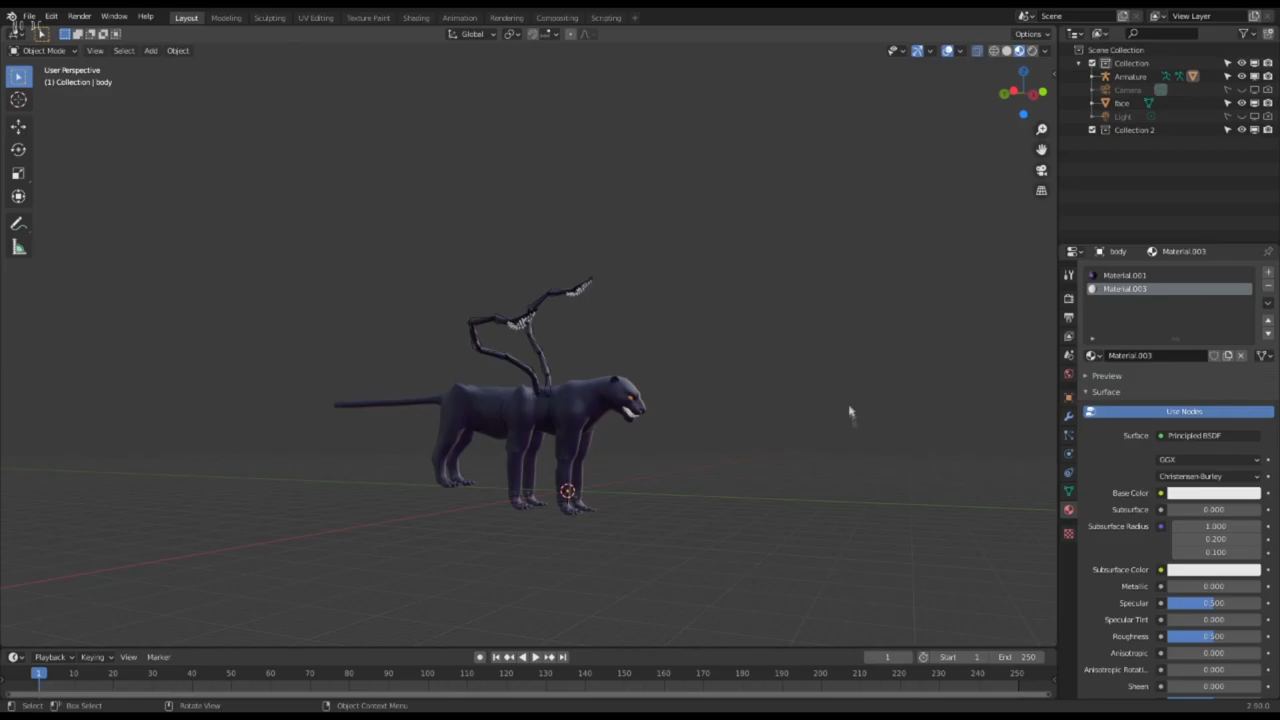 File Edit Render Window Help Layout Modeling Sculpting UV Editing Texture Paint Shading Animation Rendering Compositing Scripting + Scene View Layer
Global Options
Object Mode View Select Add Object
User Perspective
(1) Collection | body
Scene Collection
Collection
Armature
Camera
face
Light
Collection 2
body Material.003
Material.001
Material.003
Material.003
Preview
Surface
Use Nodes
Surface Principled BSDF
GGX
Christensen-Burley
Base Color
Subsurface 0.000
Subsurface Radius 1.000
0.200
0.100
Subsurface Color
Metallic 0.000
Specular 0.500
Specular Tint 0.000
Roughness 0.500
Anisotropic 0.000
Anisotropic Rotati... 0.000
Sheen 0.000
Playback Keying View Marker 1 Start 1 End 250
1 10 20 30 40 50 60 70 80 90 100 110 120 130 140 150 160 170 180 190 200 210 220 230 240 250
Select Box Select Rotate View Object Context Menu 2.90.0